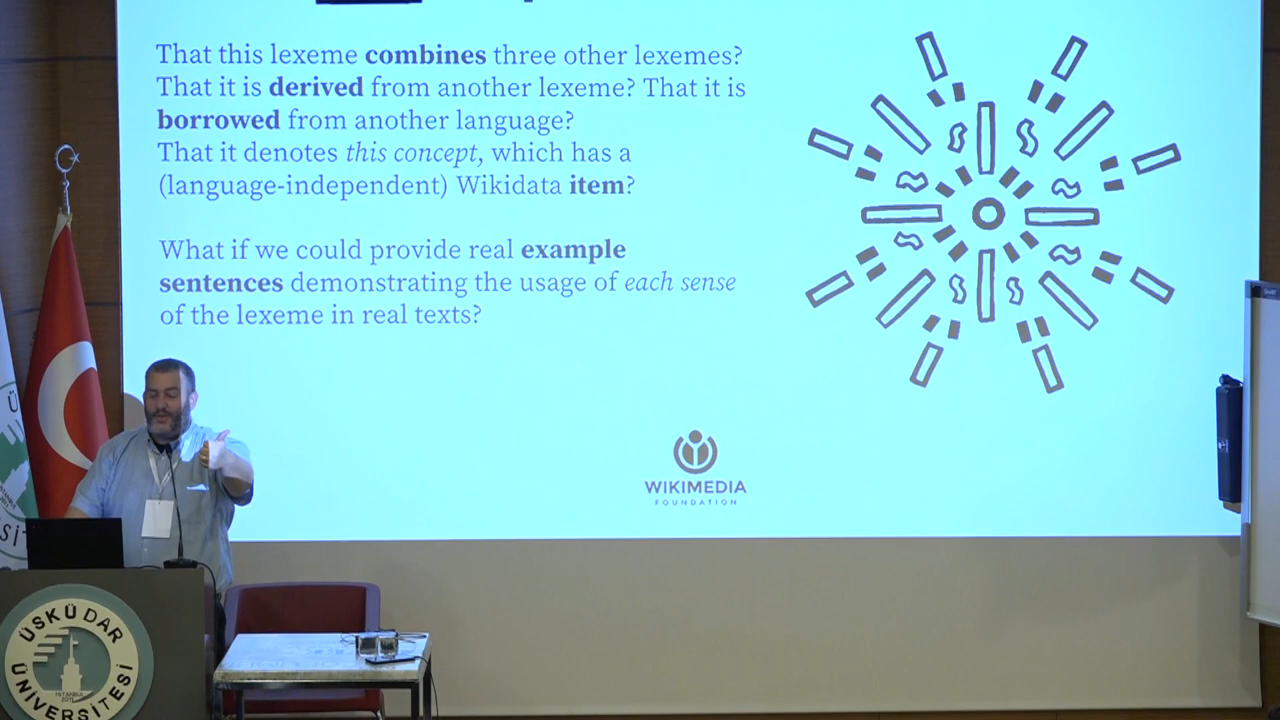 That this lexeme combines three other lexemes?
That it is derived from another lexeme? That it is
borrowed from another language?
That it denotes this concept, which has a
(language-independent) Wikidata item?
What if we could provide real example
sentences demonstrating the usage of each sense
of the lexeme in real texts?
WIKIMEDIA
FOUNDATION
ÜSKÜDAR
ÜNİVERSİTESİ
İSTANBUL
2011